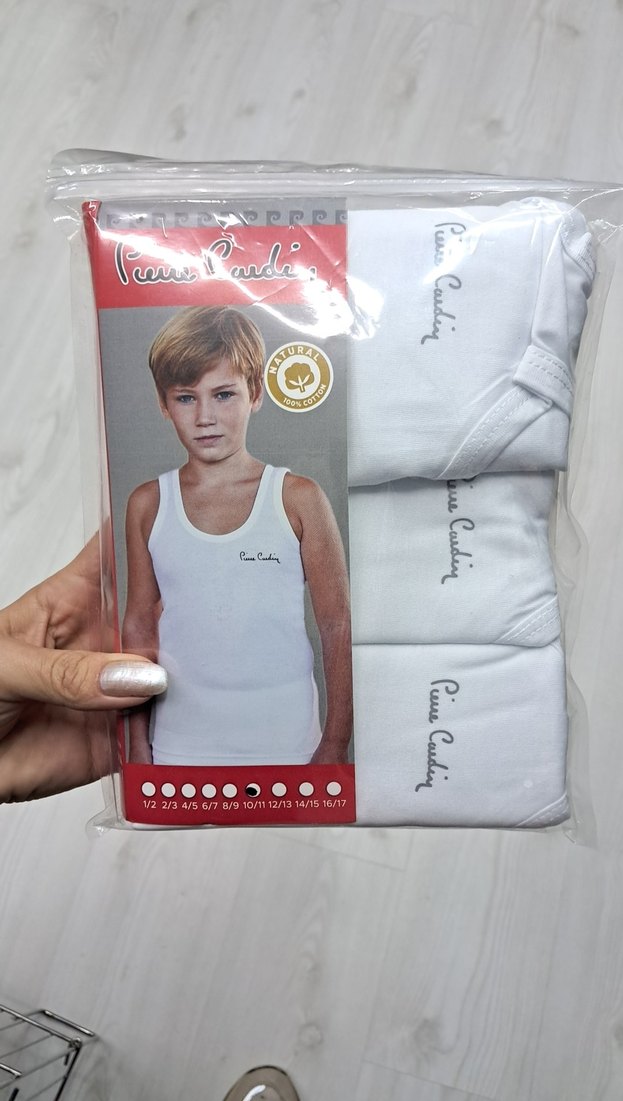 Pierre Cardin
NATURAL
100% COTTON
Pierre Cardin
1/2 2/3 4/5 6/7 8/9 10/11 12/13 14/15 16/17
Pierre Cardin
Pierre Cardin
Pierre Cardin